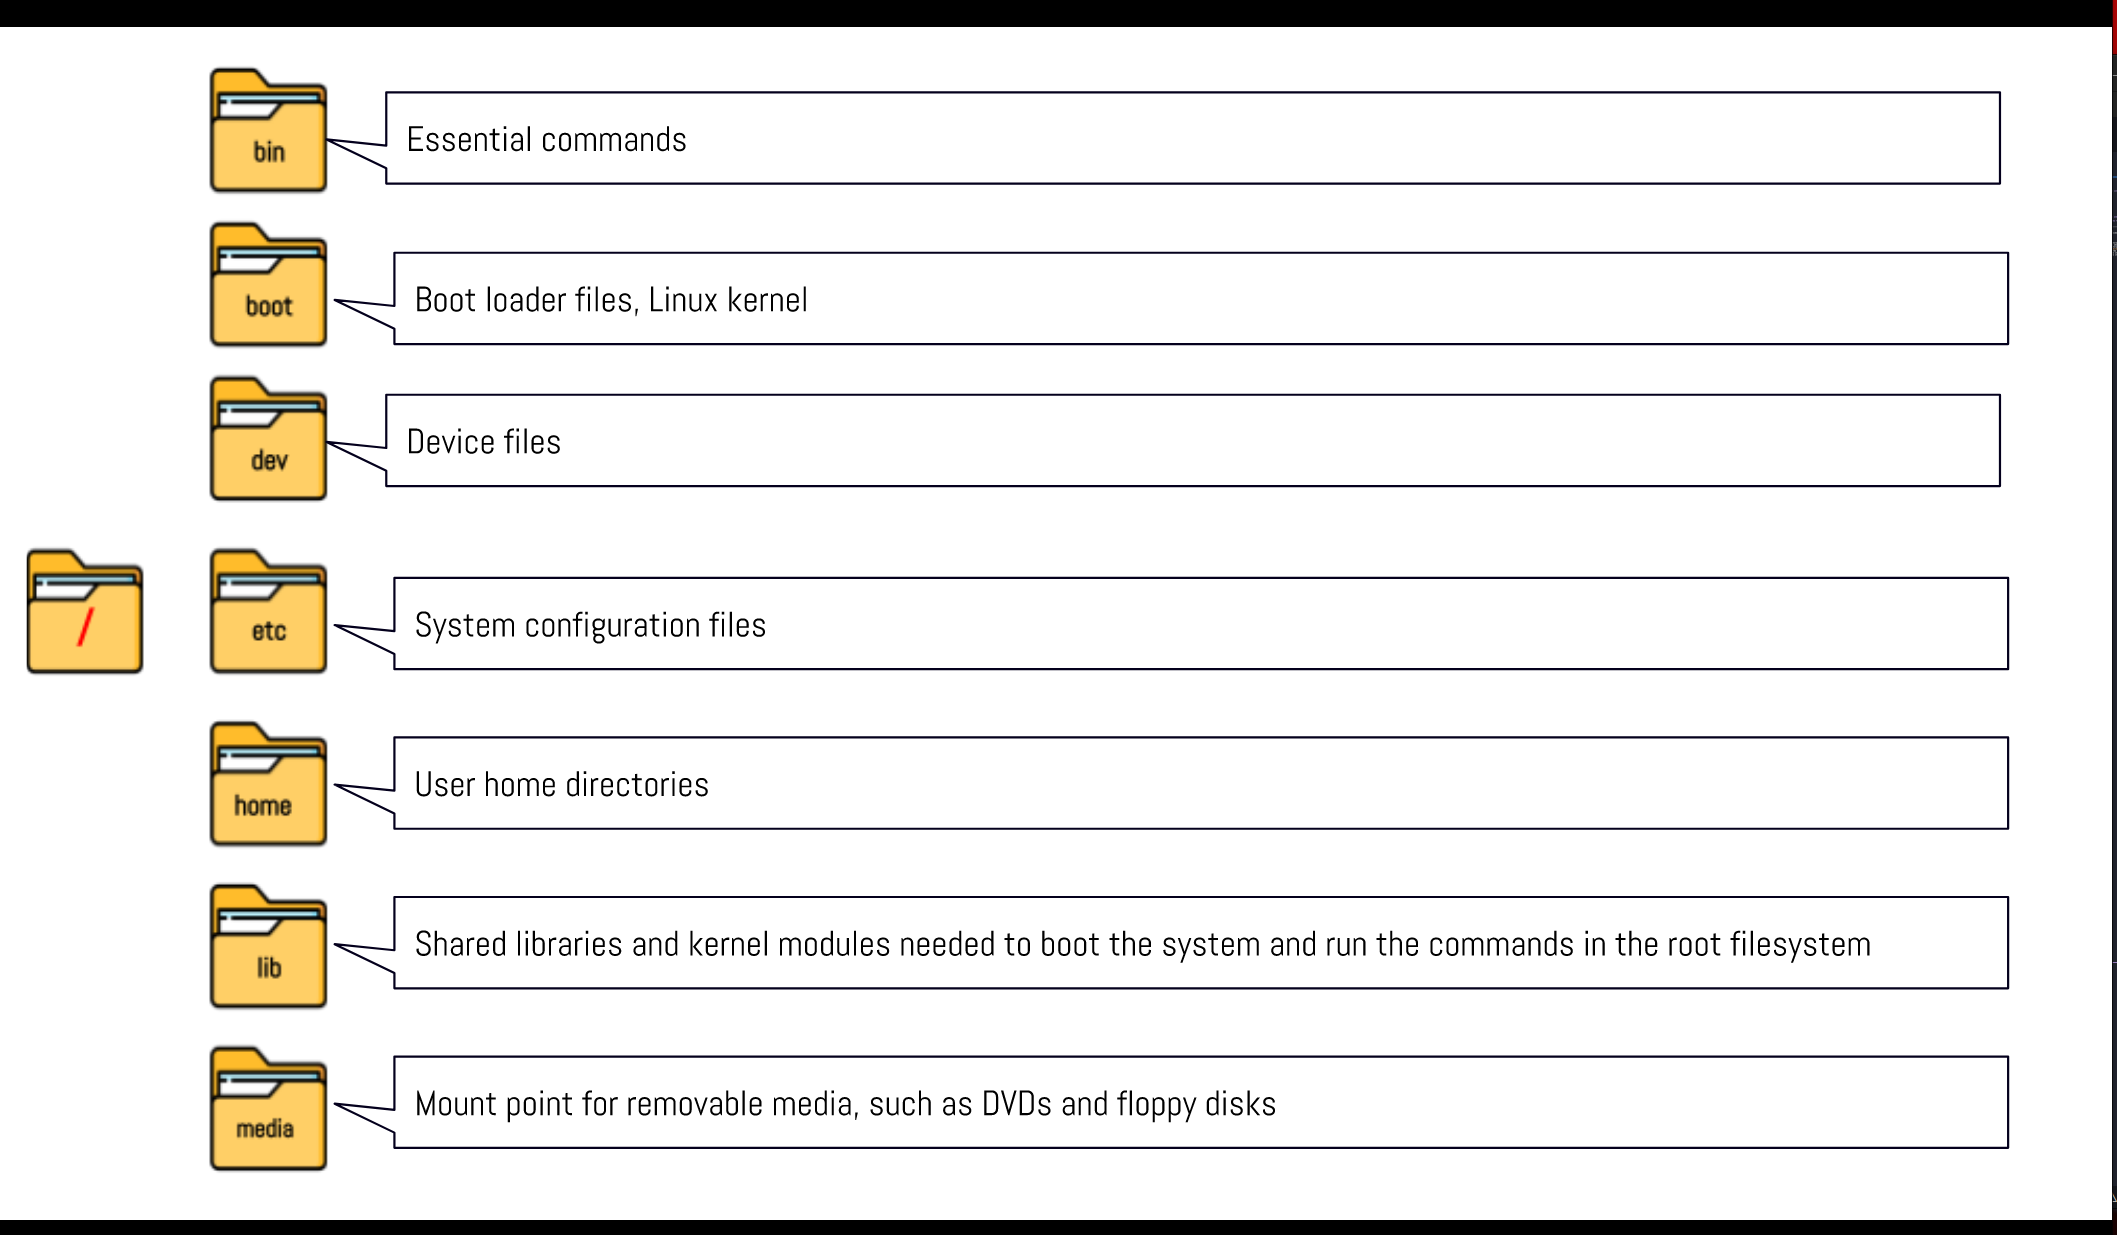 bin
Essential commands
boot
Boot loader files, Linux kernel
dev
Device files
/
etc
System configuration files
home
User home directories
lib
Shared libraries and kernel modules needed to boot the system and run the commands in the root filesystem
media
Mount point for removable media, such as DVDs and floppy disks